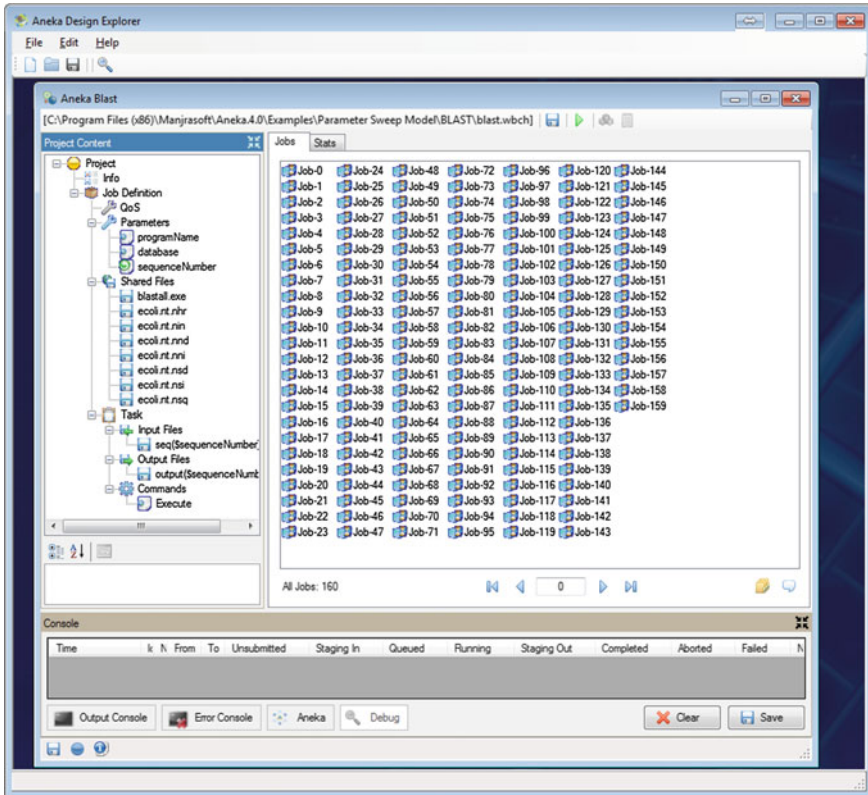 Aneka Design Explorer
File Edit Help
Aneka Blast
[C:\Program Files (x86)\Manjrasoft\Aneka.4.0\Examples\Parameter Sweep Model\BLAST\blast.wbch]
Project Content
Project
Info
Job Definition
QoS
Parameters
programName
database
sequenceNumber
Shared Files
blastall.exe
ecoli.nt.nhr
ecoli.nt.nin
ecoli.nt.nnd
ecoli.nt.nni
ecoli.nt.nsd
ecoli.nt.nsi
ecoli.nt.nsq
Task
Input Files
seq($sequenceNumber)
Output Files
output($sequenceNumb
Commands
Execute
Jobs Stats
Job-0 Job-24 Job-48 Job-72 Job-96 Job-120 Job-144
Job-1 Job-25 Job-49 Job-73 Job-97 Job-121 Job-145
Job-2 Job-26 Job-50 Job-74 Job-98 Job-122 Job-146
Job-3 Job-27 Job-51 Job-75 Job-99 Job-123 Job-147
Job-4 Job-28 Job-52 Job-76 Job-100 Job-124 Job-148
Job-5 Job-29 Job-53 Job-77 Job-101 Job-125 Job-149
Job-6 Job-30 Job-54 Job-78 Job-102 Job-126 Job-150
Job-7 Job-31 Job-55 Job-79 Job-103 Job-127 Job-151
Job-8 Job-32 Job-56 Job-80 Job-104 Job-128 Job-152
Job-9 Job-33 Job-57 Job-81 Job-105 Job-129 Job-153
Job-10 Job-34 Job-58 Job-82 Job-106 Job-130 Job-154
Job-11 Job-35 Job-59 Job-83 Job-107 Job-131 Job-155
Job-12 Job-36 Job-60 Job-84 Job-108 Job-132 Job-156
Job-13 Job-37 Job-61 Job-85 Job-109 Job-133 Job-157
Job-14 Job-38 Job-62 Job-86 Job-110 Job-134 Job-158
Job-15 Job-39 Job-63 Job-87 Job-111 Job-135 Job-159
Job-16 Job-40 Job-64 Job-88 Job-112 Job-136
Job-17 Job-41 Job-65 Job-89 Job-113 Job-137
Job-18 Job-42 Job-66 Job-90 Job-114 Job-138
Job-19 Job-43 Job-67 Job-91 Job-115 Job-139
Job-20 Job-44 Job-68 Job-92 Job-116 Job-140
Job-21 Job-45 Job-69 Job-93 Job-117 Job-141
Job-22 Job-46 Job-70 Job-94 Job-118 Job-142
Job-23 Job-47 Job-71 Job-95 Job-119 Job-143
All Jobs: 160 0
Console
Time N From To Unsubmitted Staging In Queued Running Staging Out Completed Aborted Failed N
Output Console Error Console Aneka Debug Clear Save